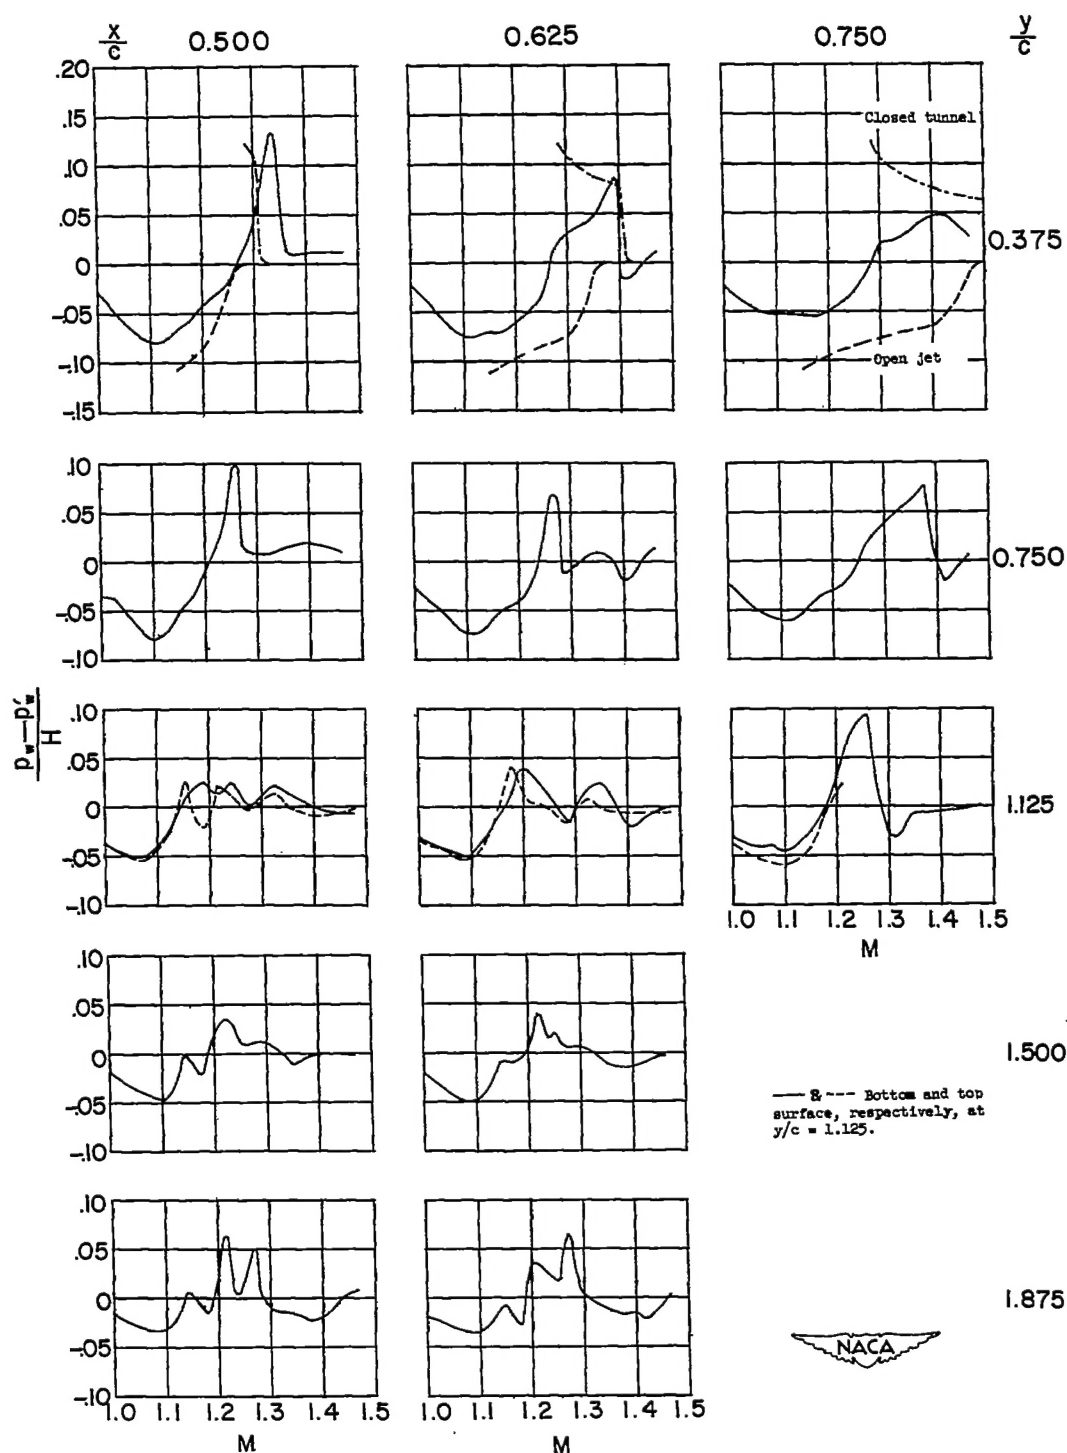 x/c 0.500 0.625 0.750 y/c
.20
.15
Closed tunnel
.10
.05
0.375
0
-.05
Open jet
-.10
-.15
.10
.05
0 0.750
-.05
-.10
p_w—p'_w/H
.10
.05
0 1.125
-.05
-.10
1.0 1.1 1.2 1.3 1.4 1.5
M
.10
.05
0 1.500
-.05
-.10
—— & --- Bottom and top
surface, respectively, at
y/c = 1.125.
.10
.05
0 1.875
-.05
-.10
NACA
1.0 1.1 1.2 1.3 1.4 1.5 1.0 1.1 1.2 1.3 1.4 1.5
M M